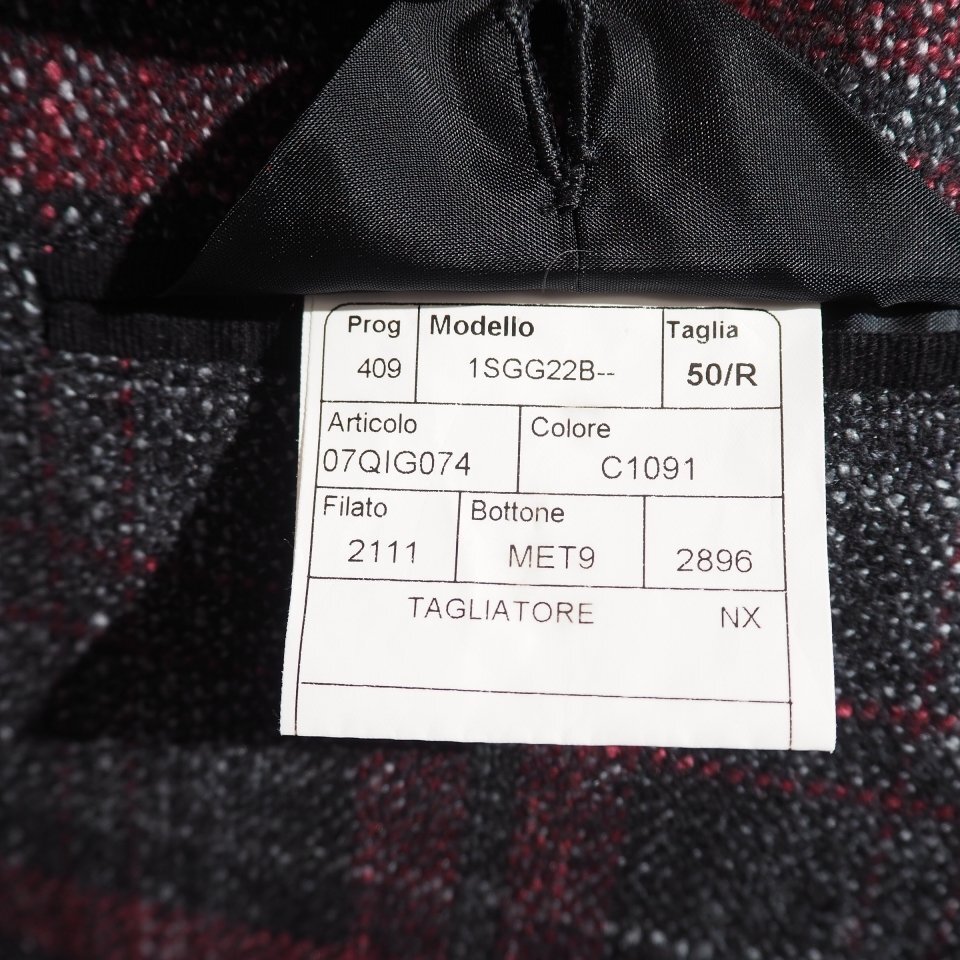 Prog Modello Taglia
409 1SGG22B-- 50/R
Articolo Colore
07QIG074 C1091
Filato Bottone
2111 MET9 2896
TAGLIATORE NX